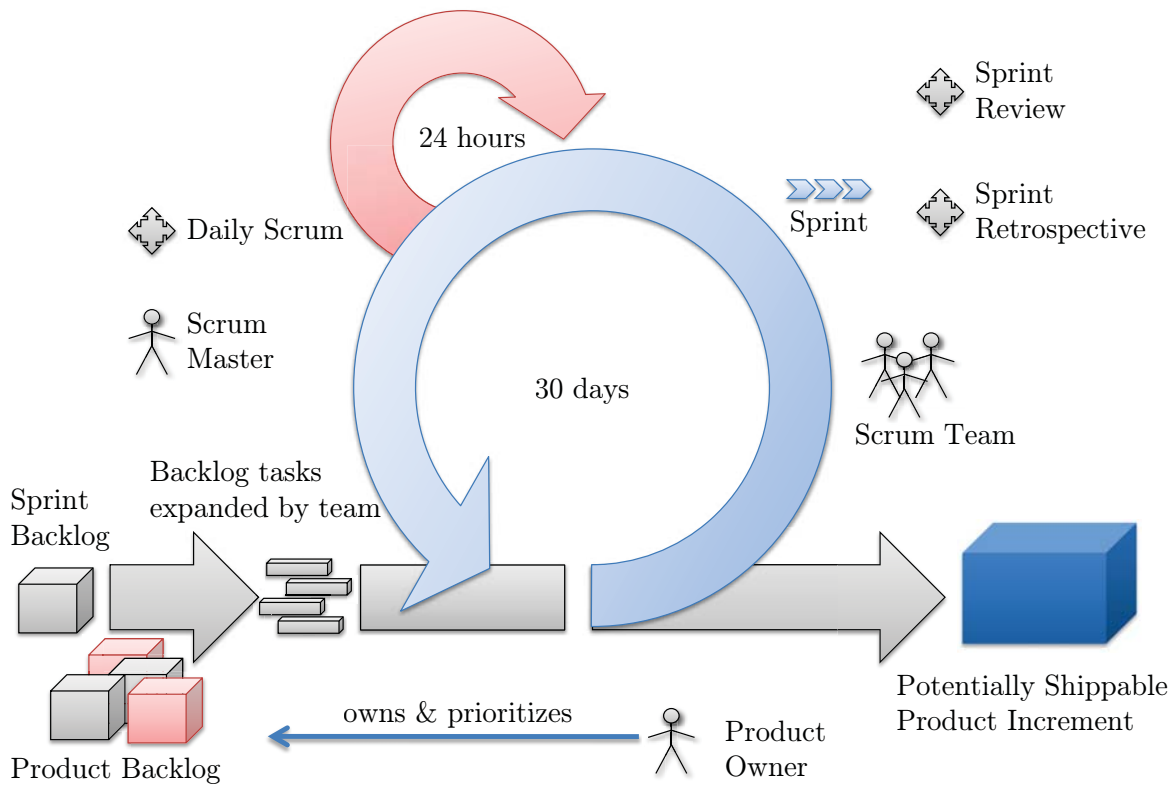 24 hours
Sprint
Review
Sprint
Sprint
Retrospective
Daily Scrum
Scrum
Master
30 days
Scrum Team
Backlog tasks
expanded by team
Sprint
Backlog
Potentially Shippable
Product Increment
owns & prioritizes
Product
Owner
Product Backlog